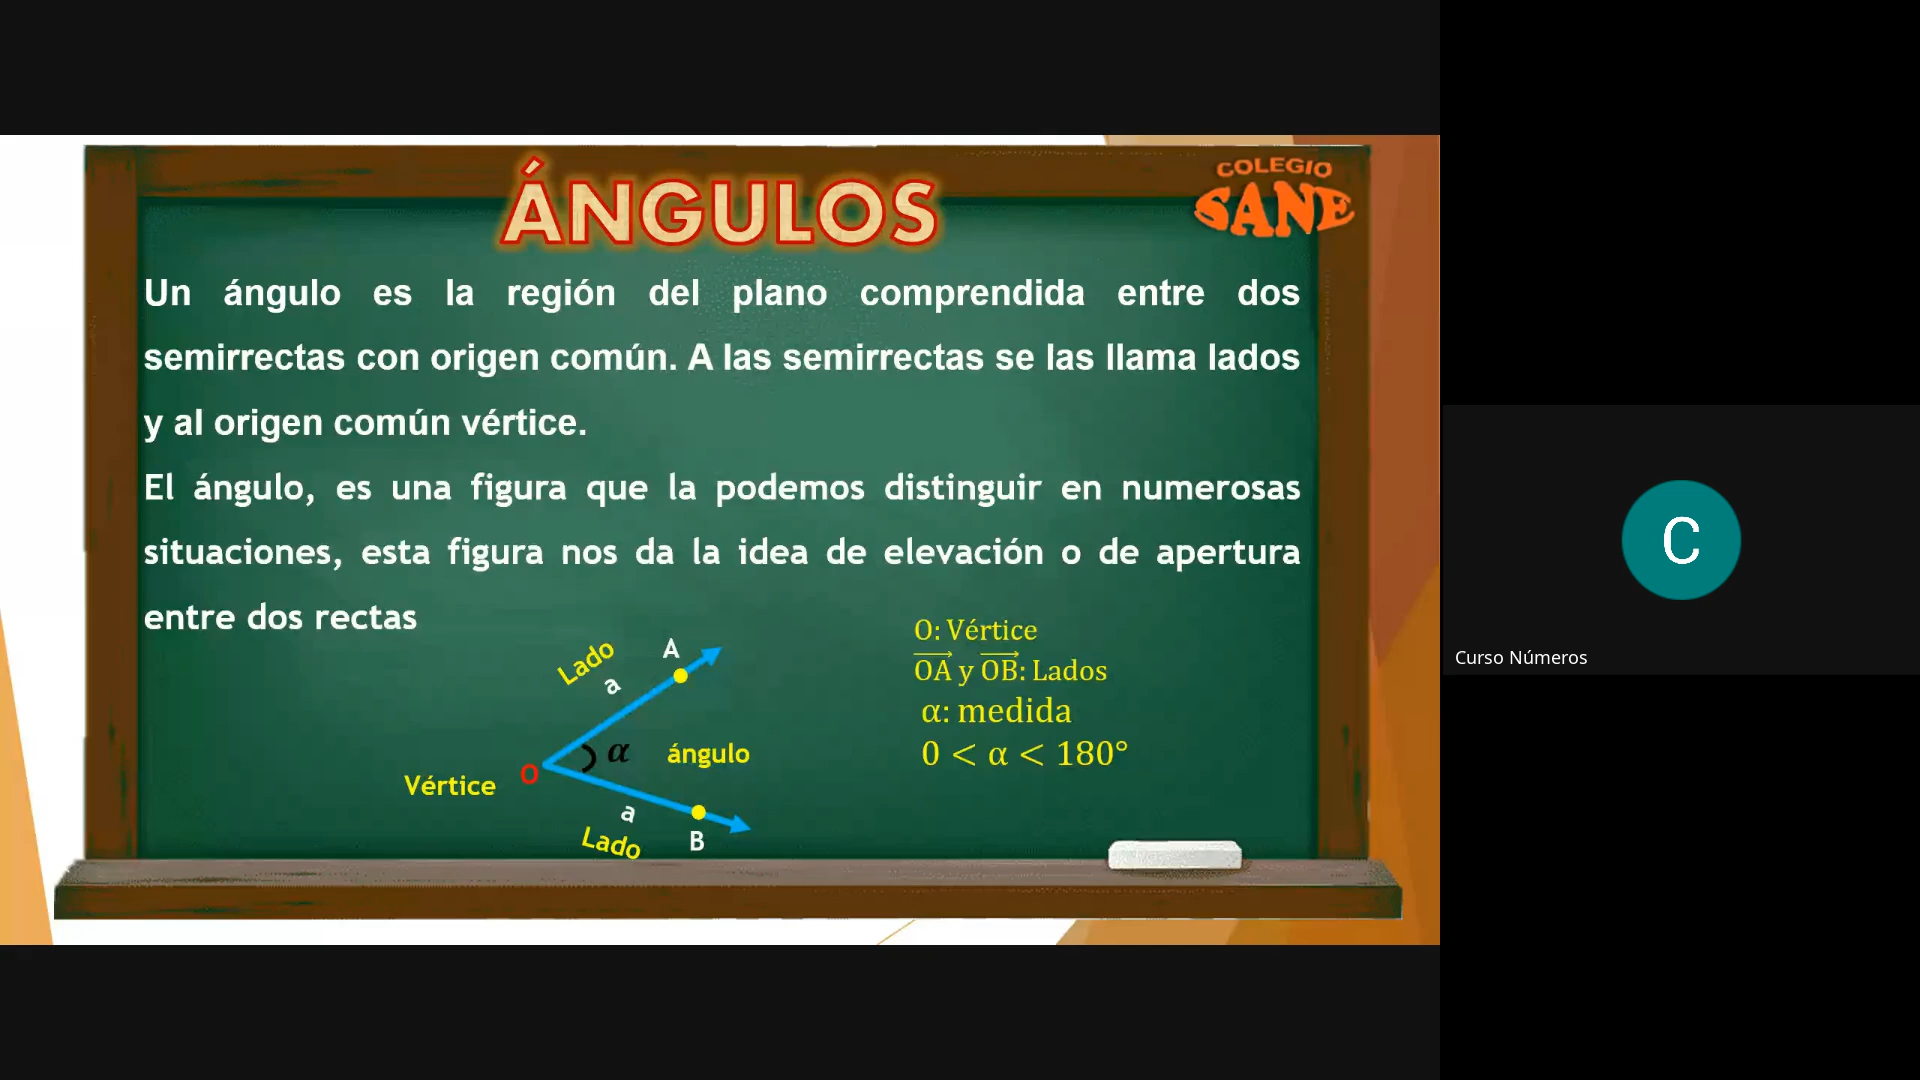 ÁNGULOS
COLEGIO
SANE
Un ángulo es la región del plano comprendida entre dos
semirrectas con origen común. A las semirrectas se las llama lados
y al origen común vértice.
El ángulo, es una figura que la podemos distinguir en numerosas
situaciones, esta figura nos da la idea de elevación o de apertura
entre dos rectas
Lado
a
A
α
ángulo
Vértice
O
a
Lado
B
O: Vértice
OA y OB: Lados
α: medida
0 < α < 180°
C
Curso Números